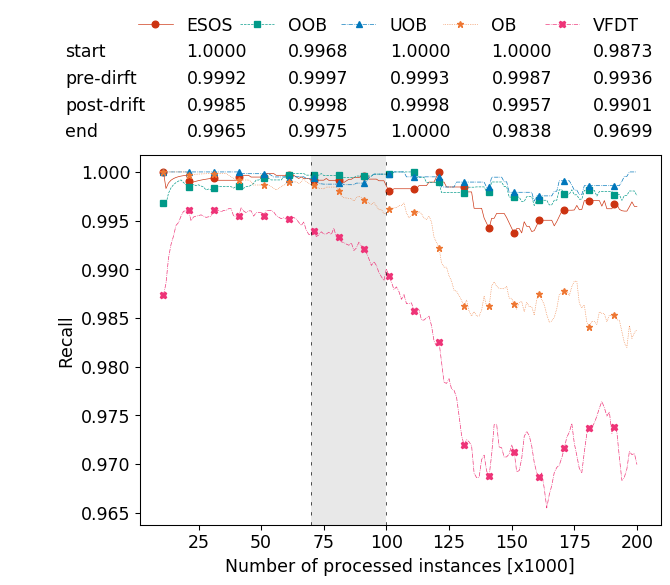 ESOS OOB UOB OB VFDT
start 1.0000 0.9968 1.0000 1.0000 0.9873
pre-dirft 0.9992 0.9997 0.9993 0.9987 0.9936
post-drift 0.9985 0.9998 0.9998 0.9957 0.9901
end 0.9965 0.9975 1.0000 0.9838 0.9699
1.000
0.995
0.990
0.985
0.980
0.975
0.970
0.965
Recall
25 50 75 100 125 150 175 200
Number of processed instances [x1000]